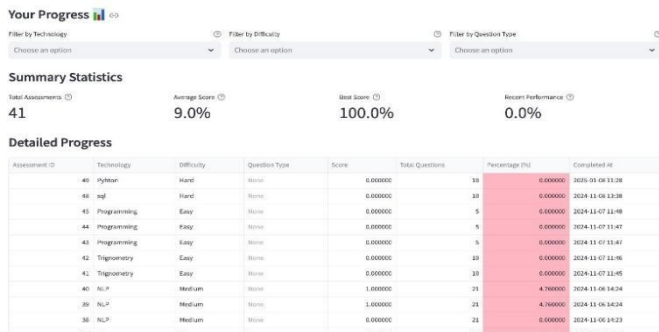 Your Progress
Filter by Technology
Filter by Difficulty
Filter by Question Type
Choose an option
Choose an option
Choose an option
Summary Statistics
Total Assessments
Average Score
Best Score
Recent Performance
41
9.0%
100.0%
0.0%
Detailed Progress
Assessment ID Technology Difficulty Question Type Score Total Questions Percentage (%) Completed At
Pyhton Hard None 0.000000 10 0.000000 11:28
sql Hard None 0.000000 10 0.000000 2024-11-08 13:38
45 Programming Easy None 0.000000 5 0.000000 2024-11-07 11:48
44 Programming Easy None 0.000000 5 0.000000 2024-11-07 11:47
43 Programming Easy None 0.000000 5 0.000000 2024-11-07 11:47
42 Trignometry Easy None 0.000000 10 0.000000 2024-11-07 11:46
41 Trignometry Easy None 0.000000 10 0.000000 2024-11-07 11:45
40 NLP Medium None 1.000000 21 4.760000 2024-11-06 14:24
39 NLP Medium None 1.000000 21 4.760000 2024-11-06 14:24
38 NLP Medium None 0.000000 21 0.000000 2024-11-06 14:23